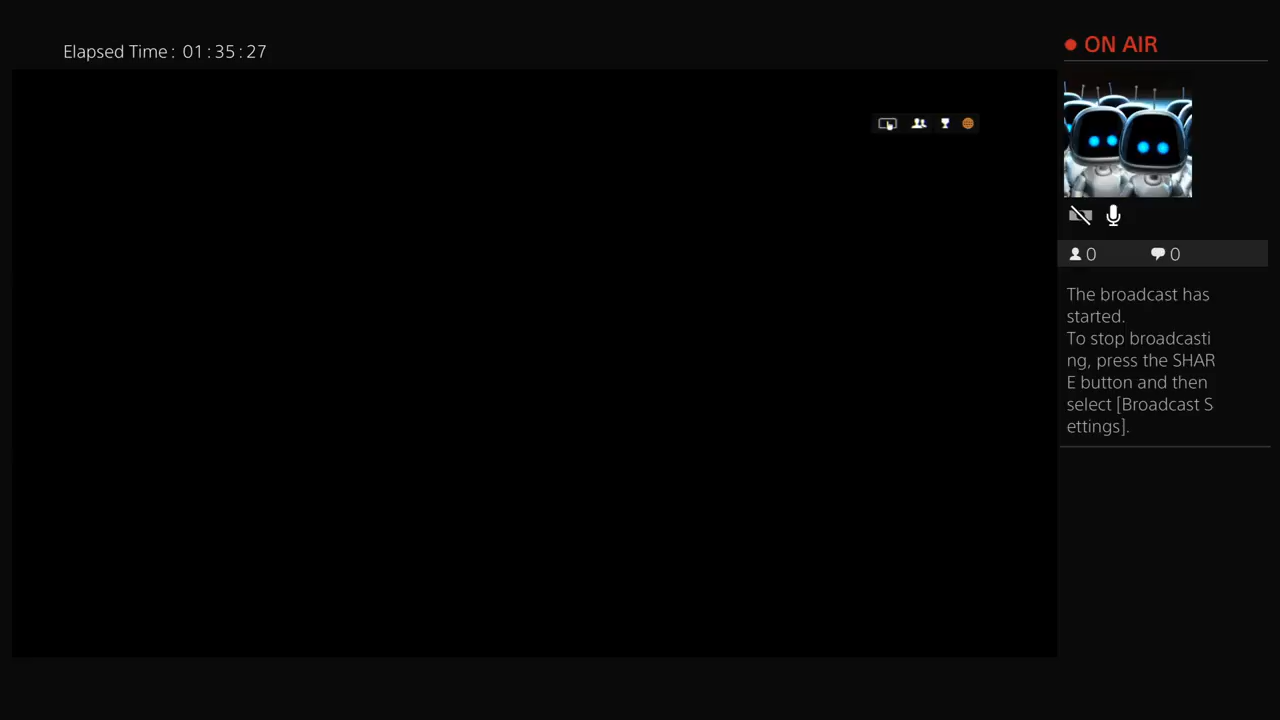 Elapsed Time : 01 : 35 : 27
ON AIR
0
0
The broadcast has
started.
To stop broadcasti
ng, press the SHAR
E button and then
select [Broadcast S
ettings].